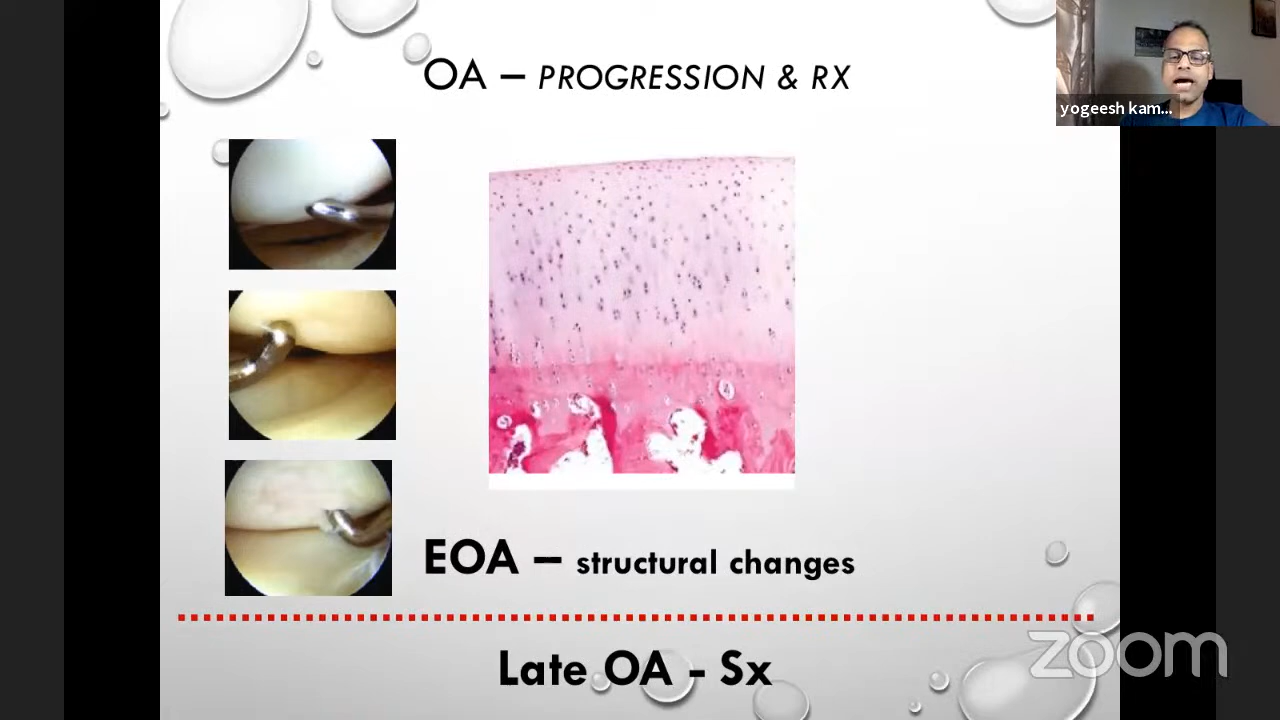 OA – PROGRESSION & RX
yogeesh kam...
EOA – structural changes
Late OA - Sx
zoom